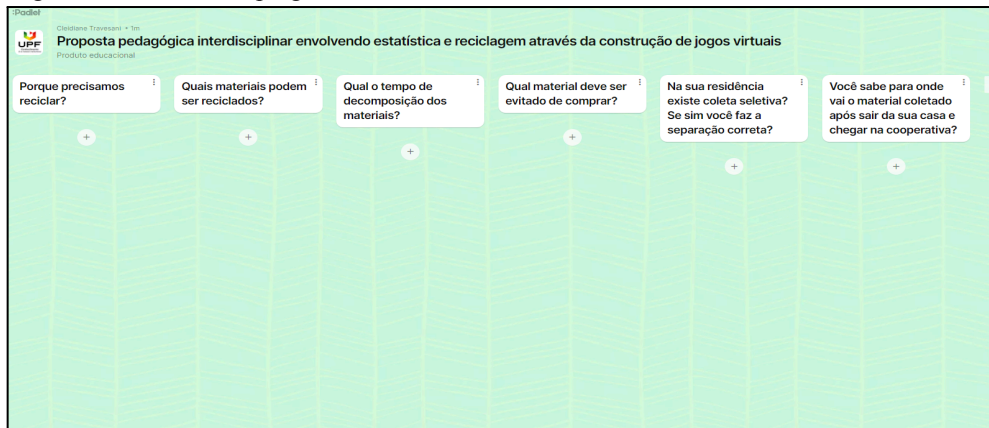 :Padlet
Cleidiane Travesani • 1m
UPF
Proposta pedagógica interdisciplinar envolvendo estatística e reciclagem através da construção de jogos virtuais
Produto educacional
Porque precisamos
reciclar?
Quais materiais podem
ser reciclados?
Qual o tempo de
decomposição dos
materiais?
Qual material deve ser
evitado de comprar?
Na sua residência
existe coleta seletiva?
Se sim você faz a
separação correta?
Você sabe para onde
vai o material coletado
após sair da sua casa e
chegar na cooperativa?